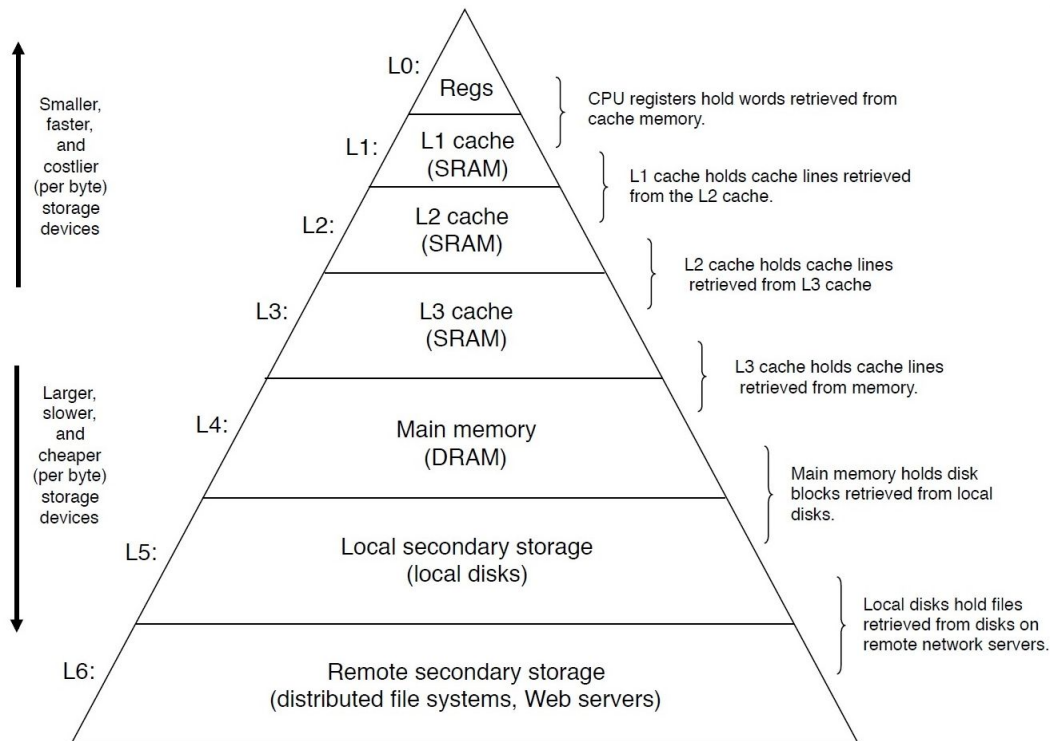 L0:
Regs
CPU registers hold words retrieved from
cache memory.
Smaller,
faster,
and
costlier
(per byte)
storage
devices
L1:
L1 cache
(SRAM)
L1 cache holds cache lines retrieved
from the L2 cache.
L2:
L2 cache
(SRAM)
L2 cache holds cache lines
retrieved from L3 cache
L3:
L3 cache
(SRAM)
L3 cache holds cache lines
retrieved from memory.
Larger,
slower,
and
cheaper
(per byte)
storage
devices
L4:
Main memory
(DRAM)
Main memory holds disk
blocks retrieved from local
disks.
L5:
Local secondary storage
(local disks)
Local disks hold files
retrieved from disks on
remote network servers.
L6:
Remote secondary storage
(distributed file systems, Web servers)